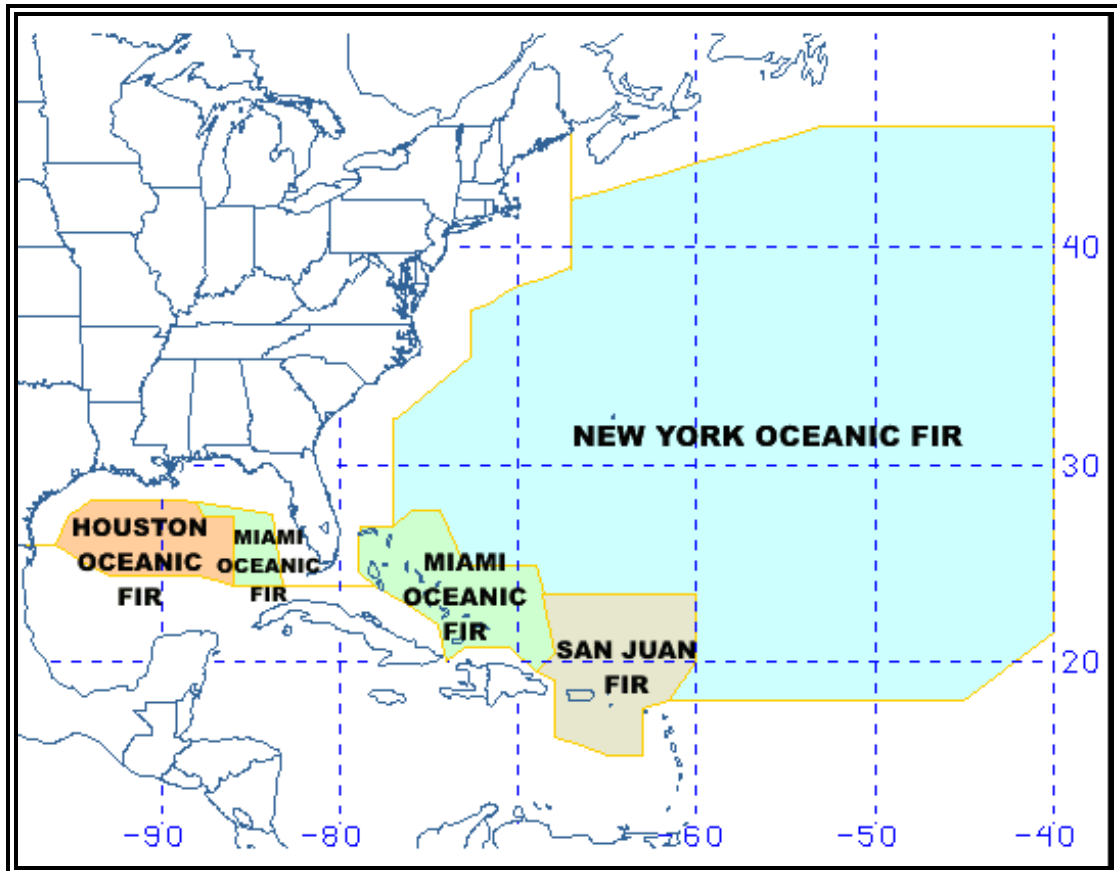 40
NEW YORK OCEANIC FIR
30
HOUSTON
OCEANIC
FIR
MIAMI
OCEANIC
FIR
MIAMI
OCEANIC
FIR
SAN JUAN
FIR
20
-90
-80
-60
-50
-40